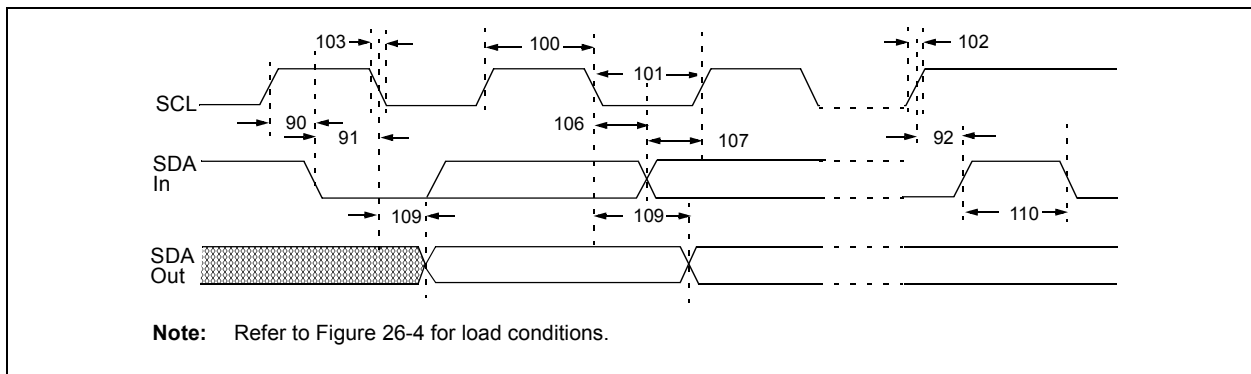 103
100
102
101
SCL
90
91
106
107
92
SDA
In
109
109
110
SDA
Out
Note: Refer to Figure 26-4 for load conditions.